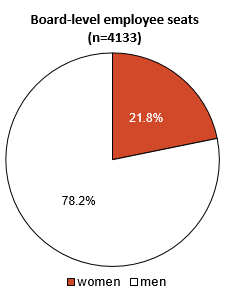 Board-level employee seats
(n=4133)
21.8%
78.2%
women men